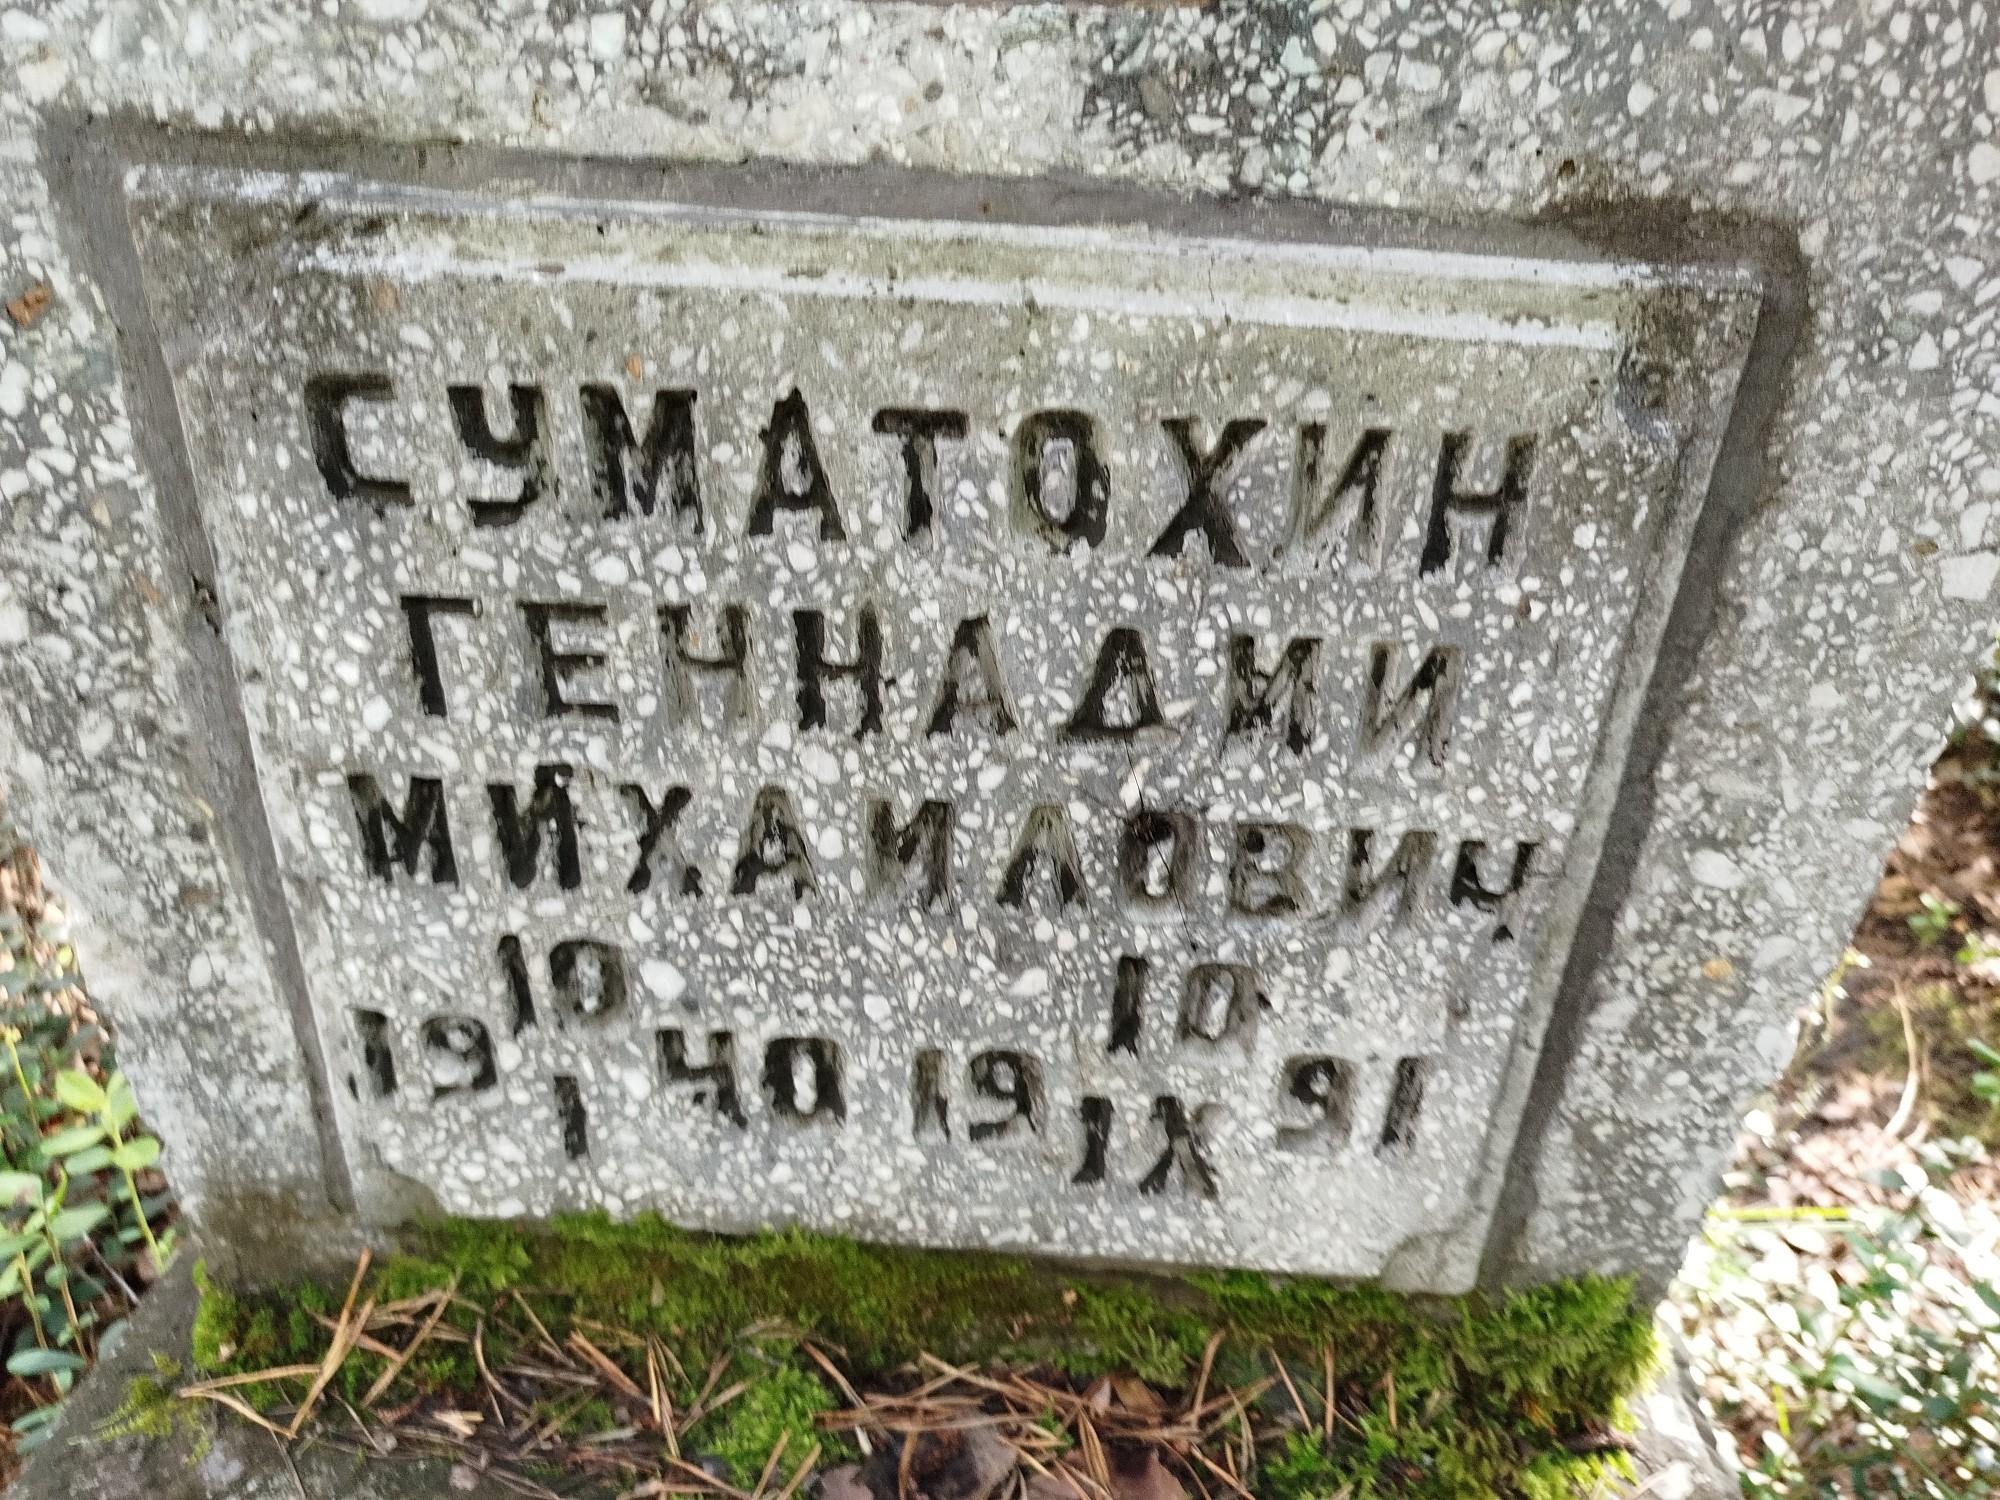 СУМАТОХИН
ГЕННАДИИ
МИХАИЛОВИЧ
19 10/I 40 19 10/IX 91